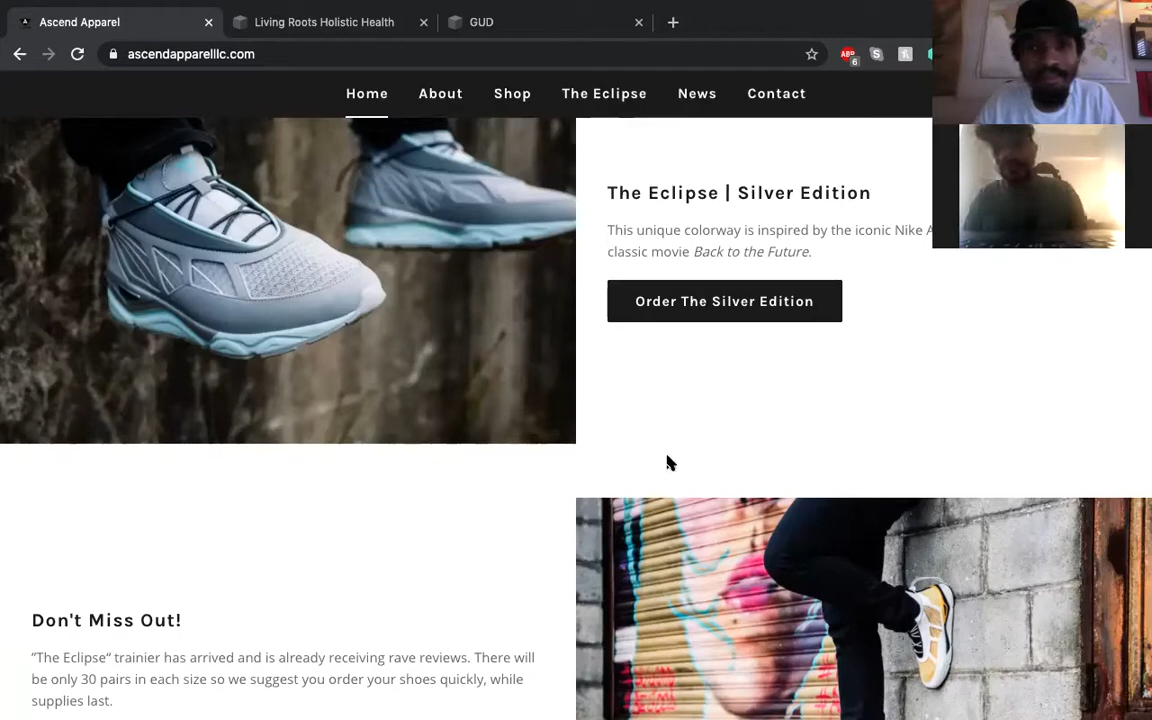 Ascend Apparel
Living Roots Holistic Health
GUD
ascendapparelllc.com
ABP
6
Home About Shop The Eclipse News Contact
The Eclipse | Silver Edition
This unique colorway is inspired by the iconic Nike A
classic movie Back to the Future.
Order The Silver Edition
Don't Miss Out!
"The Eclipse" trainier has arrived and is already receiving rave reviews. There will
be only 30 pairs in each size so we suggest you order your shoes quickly, while
supplies last.